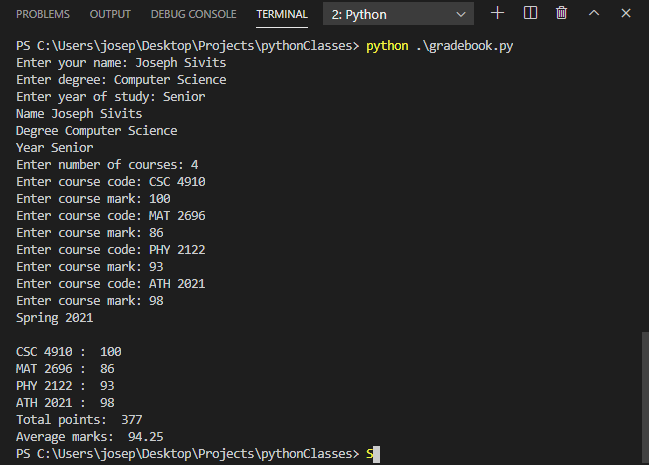 PROBLEMS OUTPUT DEBUG CONSOLE TERMINAL 2: Python
PS C:\Users\josep\Desktop\Projects\pythonClasses> python .\gradebook.py
Enter your name: Joseph Sivits
Enter degree: Computer Science
Enter year of study: Senior
Name Joseph Sivits
Degree Computer Science
Year Senior
Enter number of courses: 4
Enter course code: CSC 4910
Enter course mark: 100
Enter course code: MAT 2696
Enter course mark: 86
Enter course code: PHY 2122
Enter course mark: 93
Enter course code: ATH 2021
Enter course mark: 98
Spring 2021
CSC 4910 :  100
MAT 2696 :  86
PHY 2122 :  93
ATH 2021 :  98
Total points:  377
Average marks:  94.25
PS C:\Users\josep\Desktop\Projects\pythonClasses> S